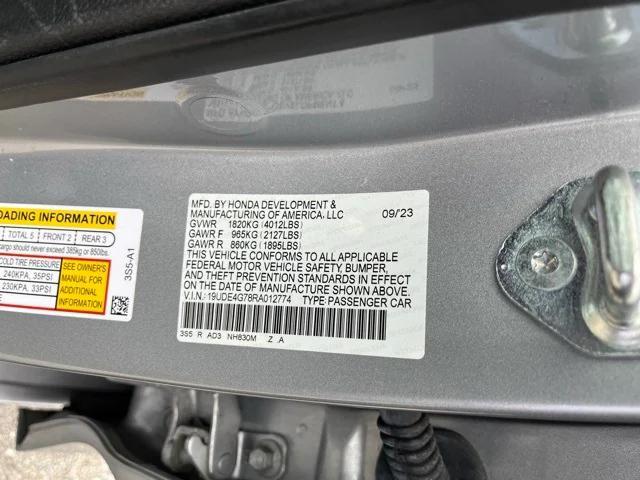 MFD. BY HONDA DEVELOPMENT &
MANUFACTURING OF AMERICA, LLC 09/23
GVWR 1820KG(4012LBS)
GAWR F 965KG(2127LBS)
GAWR R 860KG(1895LBS)
THIS VEHICLE CONFORMS TO ALL APPLICABLE
FEDERAL MOTOR VEHICLE SAFETY, BUMPER,
AND THEFT PREVENTION STANDARDS IN EFFECT
ON THE DATE OF MANUFACTURE SHOWN ABOVE.
V.I.N.: 19UDE4G78RA012774 TYPE:PASSENGER CAR
3S5 R AD3 NH830M Z .A
OADING INFORMATION
TOTAL 5 FRONT 2 REAR 3
cargo should never exceed 385kg or 850lbs.
COLD TIRE PRESSURE
240KPA, 35PSI
230KPA, 33PSI
SEE OWNER'S
MANUAL FOR
ADDITIONAL
INFORMATION
3S5-A1